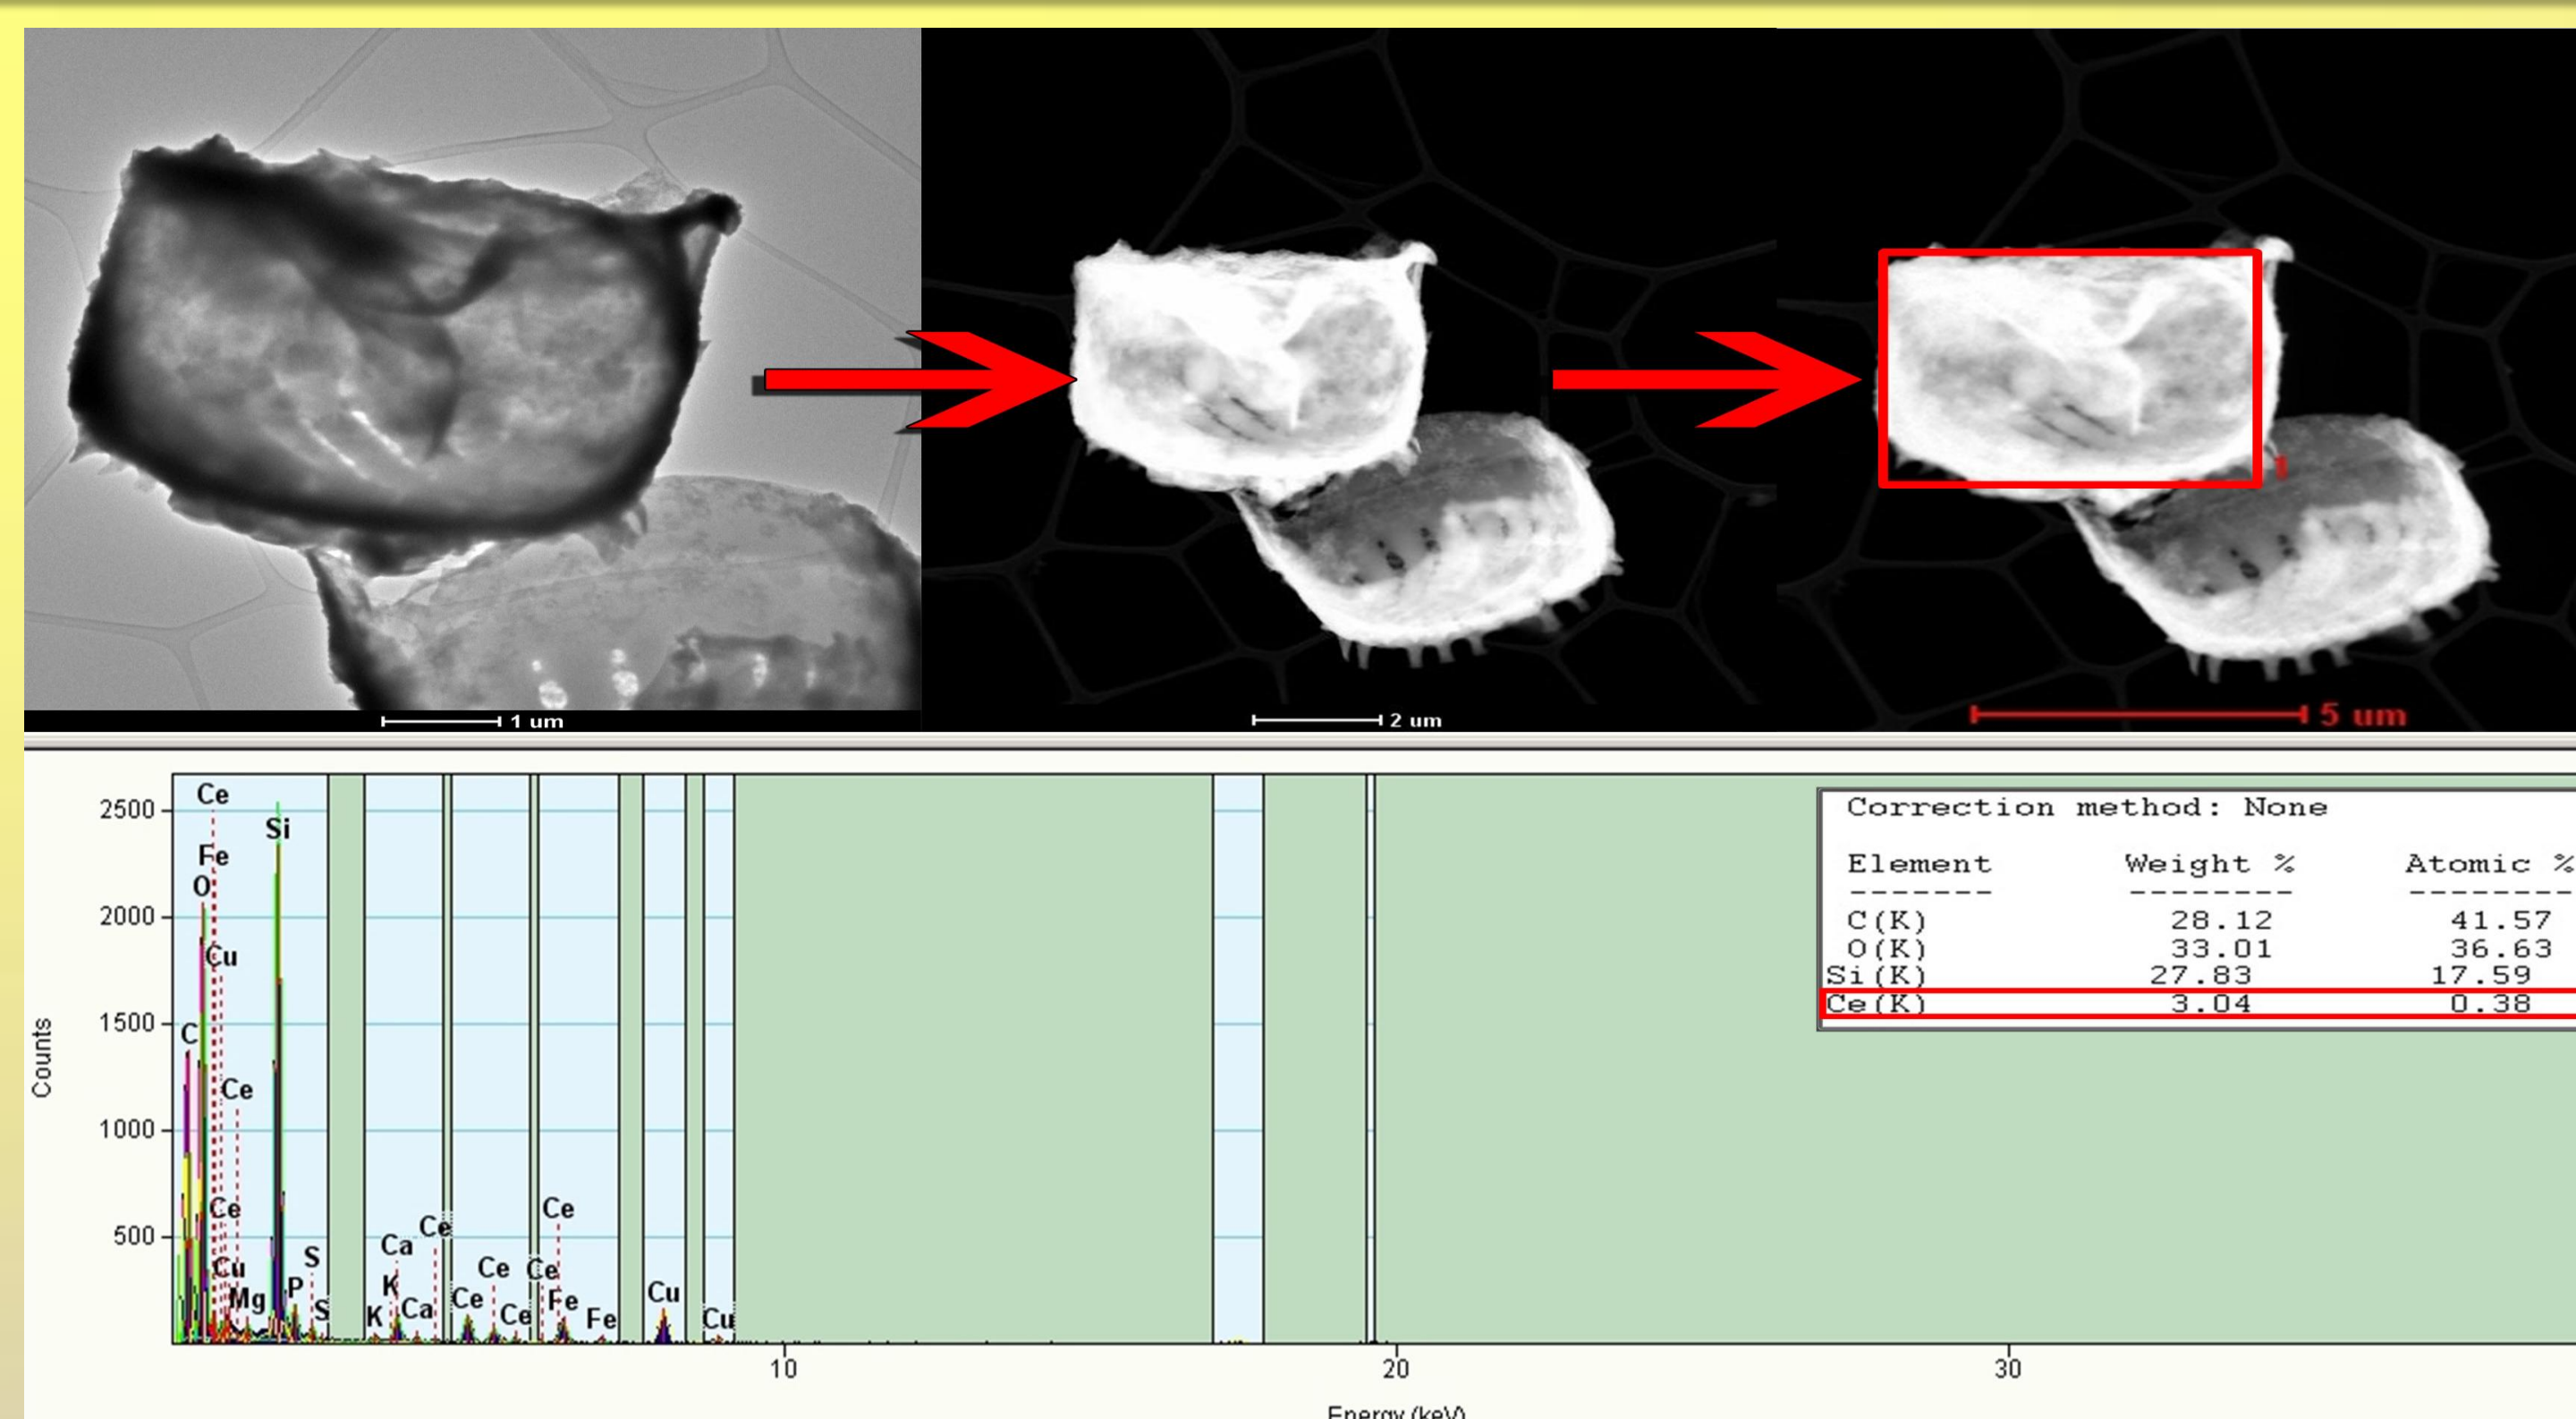 1
1 um
2 um
5 um
Ce
2500
Si
Fe
O
2000
Cu
1500
C
Ce
1000
Ce
Ce
Ce
500
Ca
S
Cu
K
Ce
Ce
Mg
P
S
K
Ca
Ce
Ce
Fe
Fe
Cu
Cu
Counts
10
20
30
Energy (keV)
Correction method: None
Element Weight % Atomic %
------- -------- --------
C(K) 28.12 41.57
O(K) 33.01 36.63
Si(K) 27.83 17.59
Ce(K) 3.04 0.38